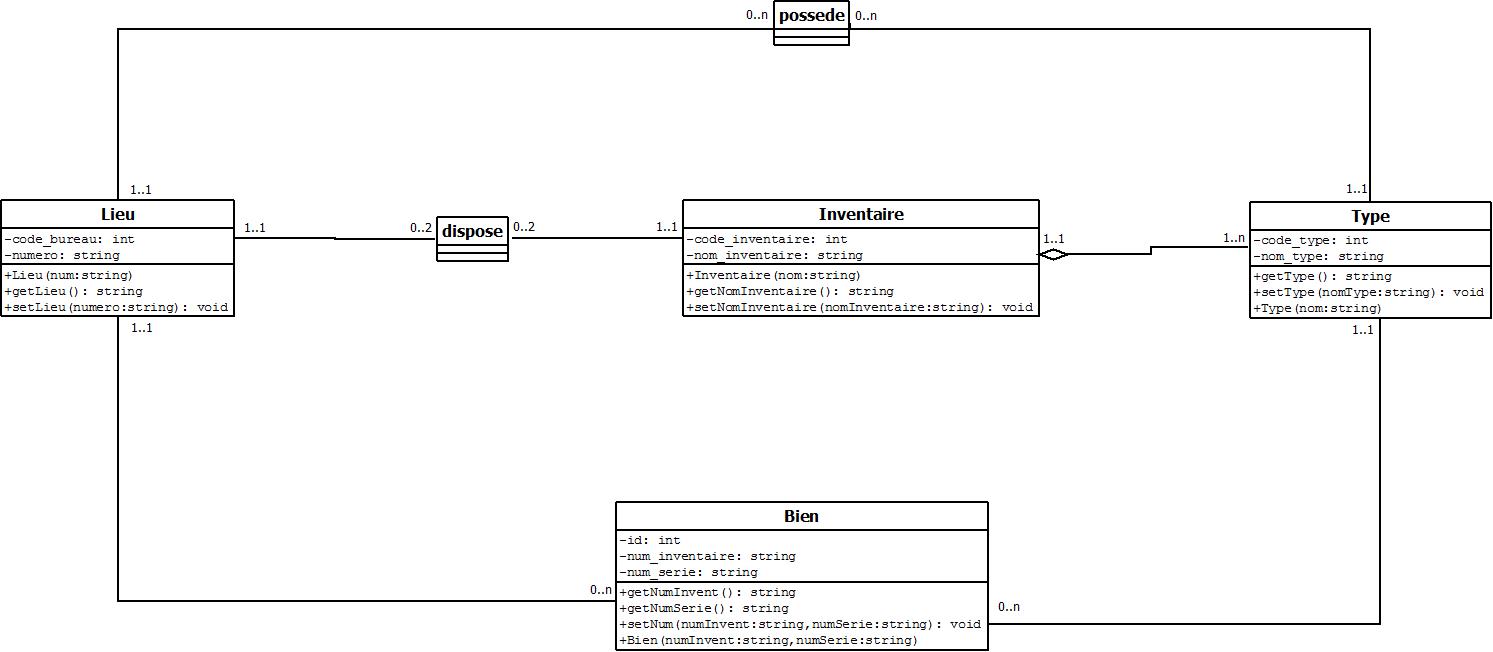 0..n possede 0..n
1..1
1..1
Lieu
-code_bureau: int
-numero: string
+Lieu(num:string)
+getLieu(): string
+setLieu(numero:string): void
1..1
0..2
dispose
0..2
1..1
Inventaire
-code_inventaire: int
-nom_inventaire: string
+Inventaire(nom:string)
+getNomInventaire(): string
+setNomInventaire(nomInventaire:string): void
1..1
1..n
Type
-code_type: int
-nom_type: string
+getType(): string
+setType(nomType:string): void
+Type(nom:string)
1..1
1..1
Bien
-id: int
-num_inventaire: string
-num_serie: string
+getNumInvent(): string
+getNumSerie(): string
+setNum(numInvent:string,numSerie:string): void
+Bien(numInvent:string,numSerie:string)
0..n
0..n